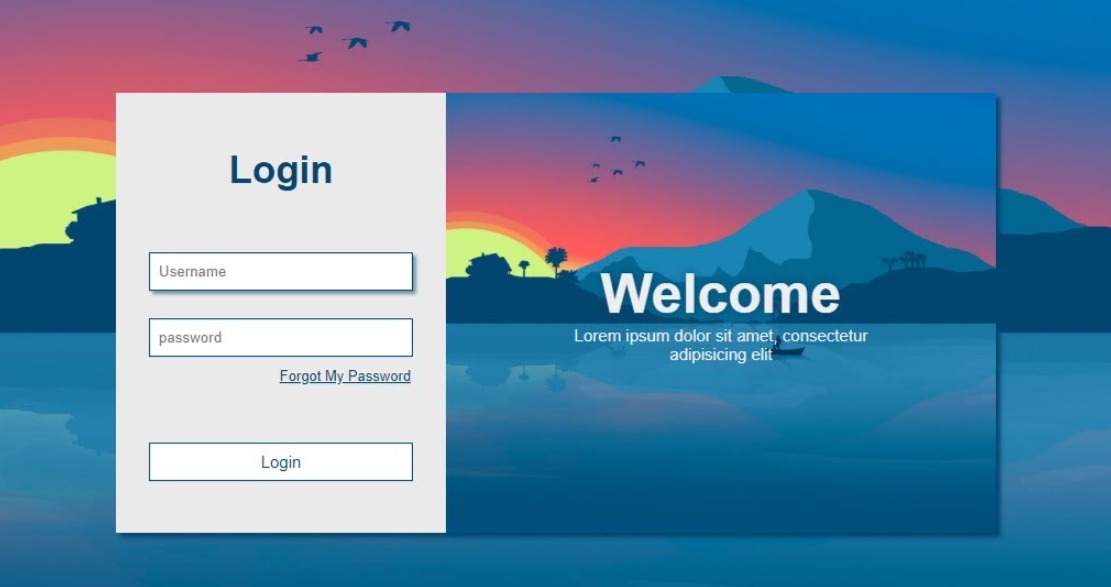 Login
Username
password
Forgot My Password
Login
Welcome
Lorem ipsum dolor sit amet, consectetur
adipisicing elit